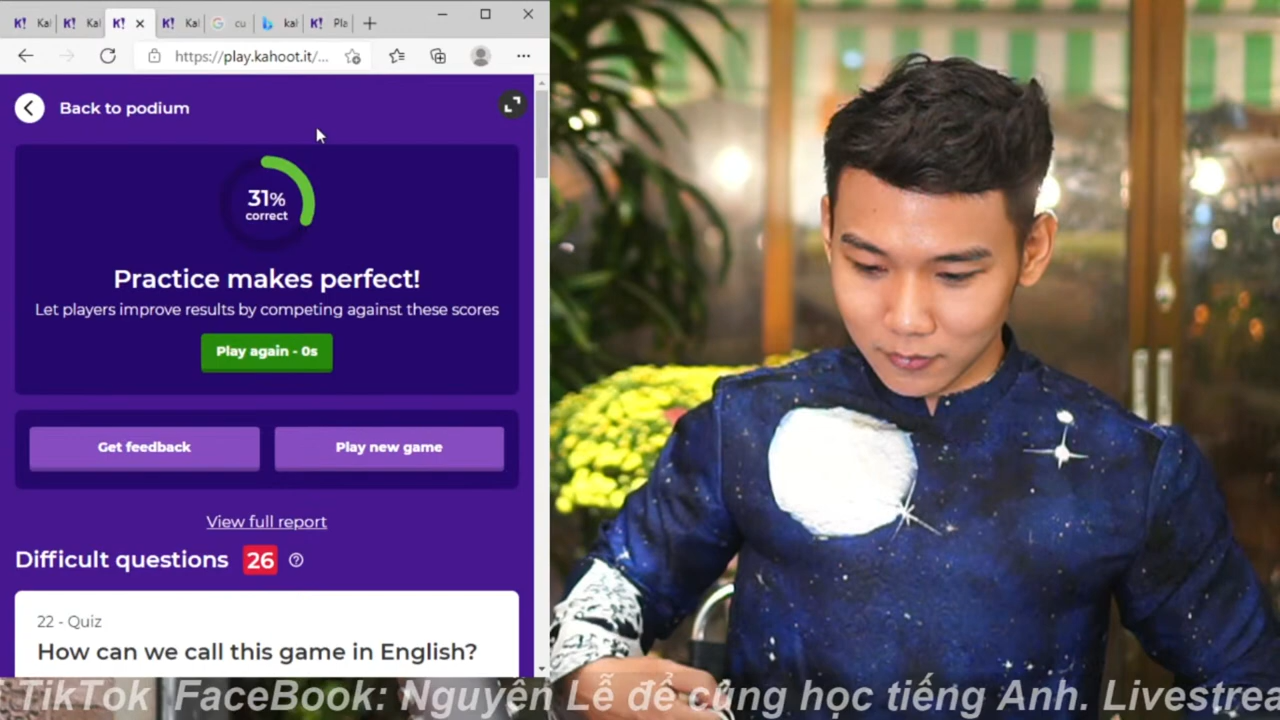 K! Kal K! Kal K! K! Kal G cu kal K! Pla
https://play.kahoot.it/...
Back to podium
31%
correct
Practice makes perfect!
Let players improve results by competing against these scores
Play again - 0s
Get feedback
Play new game
View full report
Difficult questions 26
22 - Quiz
How can we call this game in English?
TikTok FaceBook: Nguyễn Lễ để cùng học tiếng Anh. Livestrea